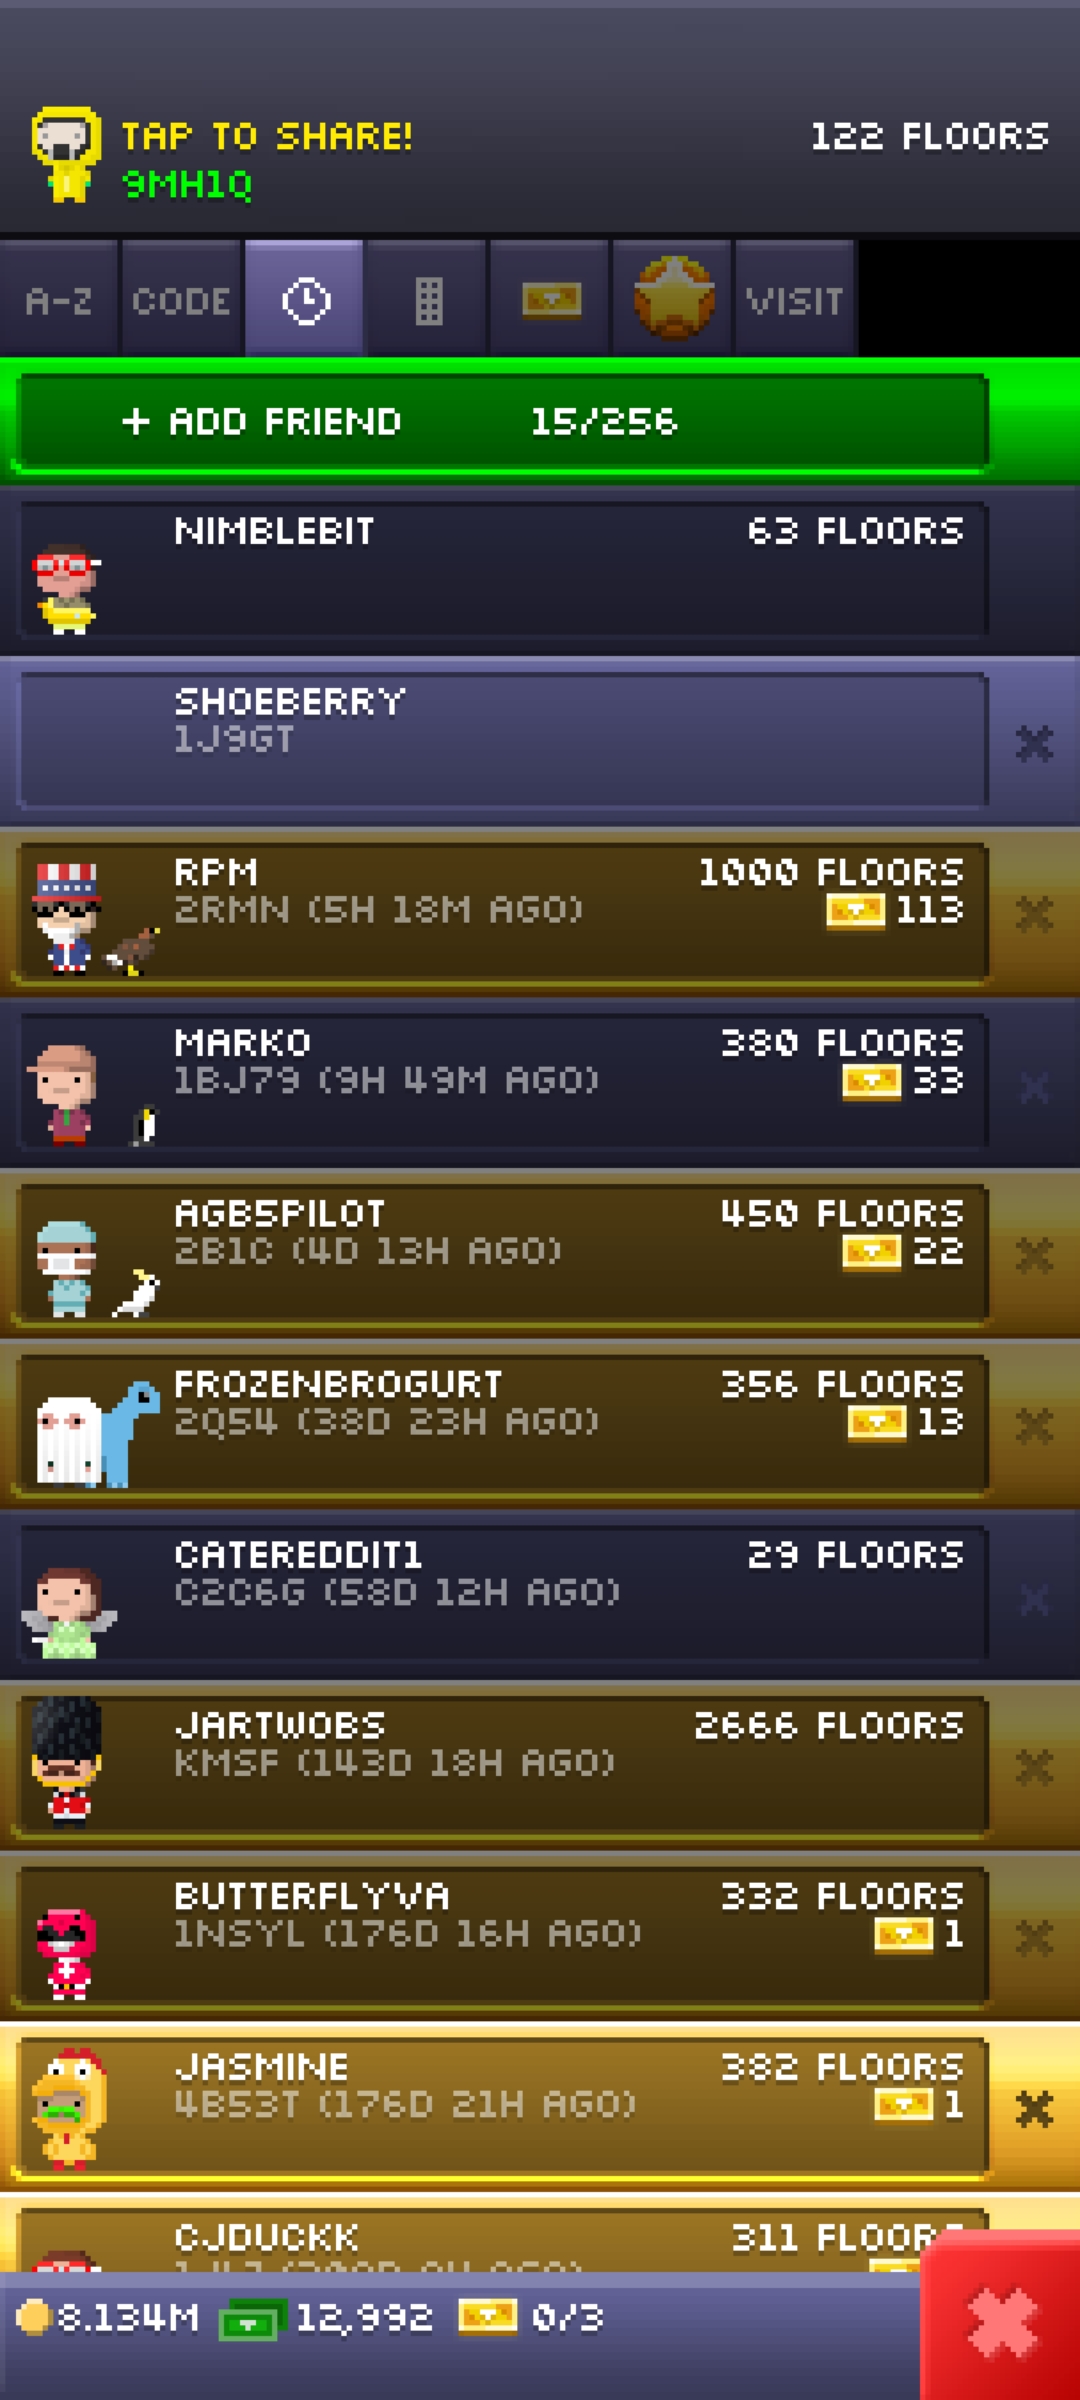 TAP TO SHARE!
122 FLOORS
9MH1Q
A-Z CODE VISIT
+ ADD FRIEND 15/256
NIMBLEBIT 63 FLOORS
SHOEBERRY
1J9GT
RPM 1000 FLOORS
2RMN (5H 18M AGO) 113
MARKO 380 FLOORS
1BJ79 (9H 49M AGO) 33
AGB5PILOT 450 FLOORS
2B1C (4D 13H AGO) 22
FROZENBROGURT 356 FLOORS
2Q54 (38D 23H AGO) 13
CATEREDDIT1 29 FLOORS
C2C6G (58D 12H AGO)
JARTWOBS 2666 FLOORS
KMSF (143D 18H AGO)
BUTTERFLYVA 332 FLOORS
1NSYL (176D 16H AGO) 1
JASMINE 382 FLOORS
4B53T (176D 21H AGO) 1
CJDUCKK 311 FLOORS
8.134M 12,992 0/3